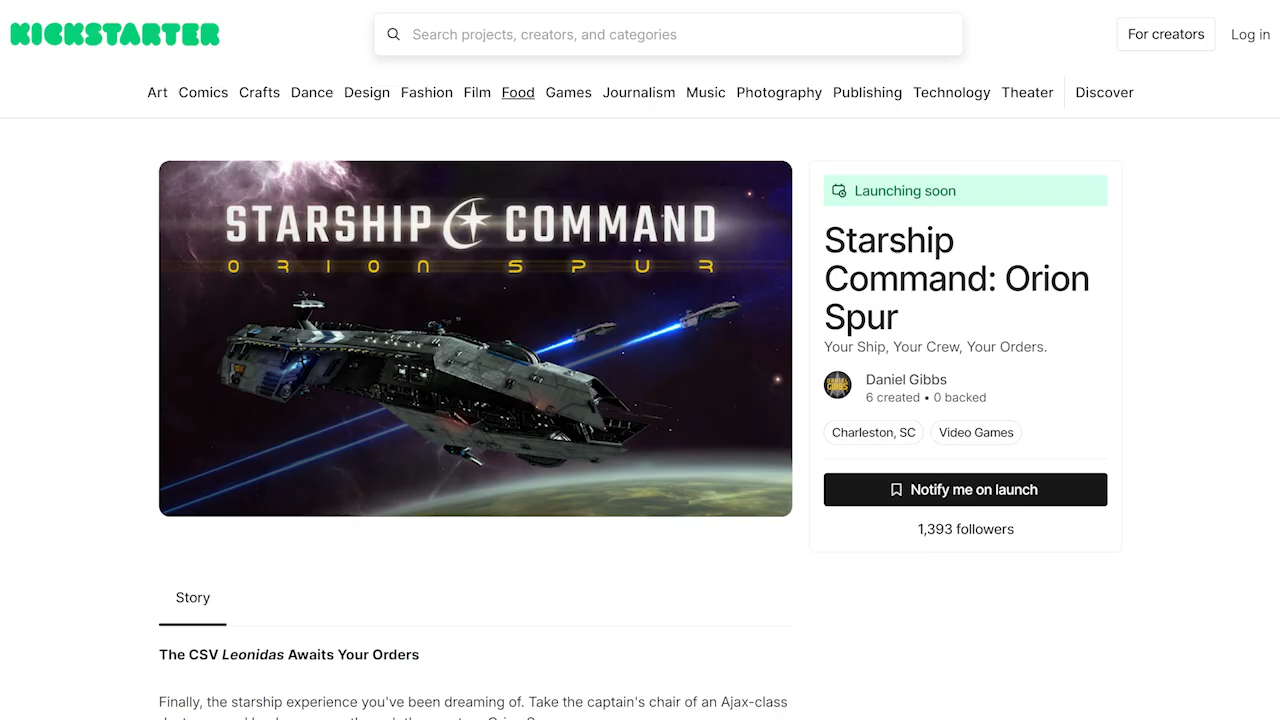 KICKSTARTER
Search projects, creators, and categories
For creators
Log in
Art Comics Crafts Dance Design Fashion Film Food Games Journalism Music Photography Publishing Technology Theater Discover
STARSHIP COMMAND
ORION SPUR
Launching soon
Starship
Command: Orion
Spur
Your Ship, Your Crew, Your Orders.
DANIEL GIBBS
Daniel Gibbs
6 created • 0 backed
Charleston, SC
Video Games
Notify me on launch
1,393 followers
Story
The CSV Leonidas Awaits Your Orders
Finally, the starship experience you've been dreaming of. Take the captain's chair of an Ajax-class